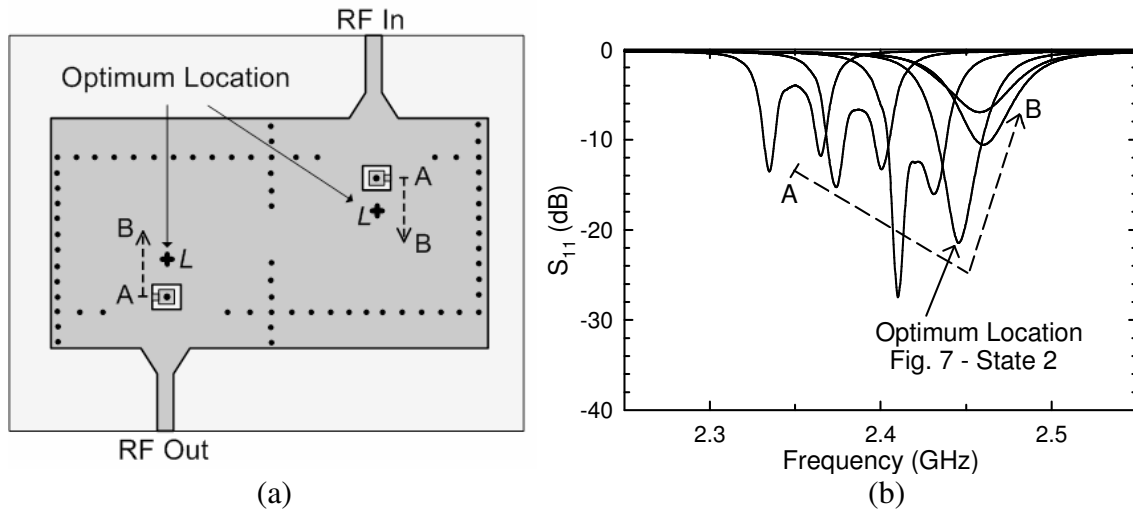 RF In
Optimum Location
A
L
B
B
L
A
RF Out
(a)
0
-10
-20
-30
-40
S11 (dB)
A
B
Optimum Location
Fig. 7 - State 2
2.3
2.4
2.5
Frequency (GHz)
(b)